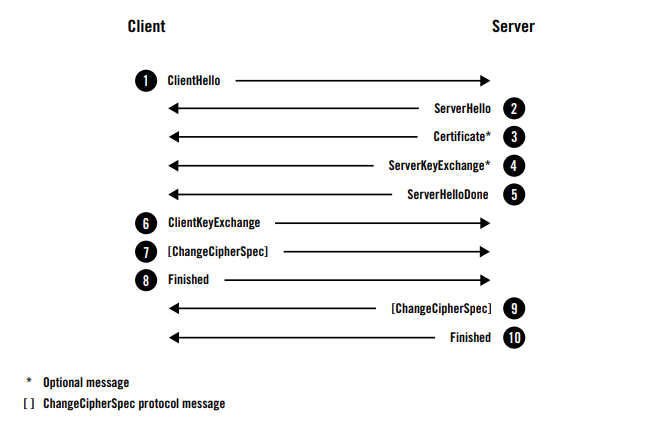 Client Server
1 ClientHello
ServerHello 2
Certificate* 3
ServerKeyExchange* 4
ServerHelloDone 5
6 ClientKeyExchange
7 [ChangeCipherSpec]
8 Finished
[ChangeCipherSpec] 9
Finished 10
* Optional message
[ ] ChangeCipherSpec protocol message